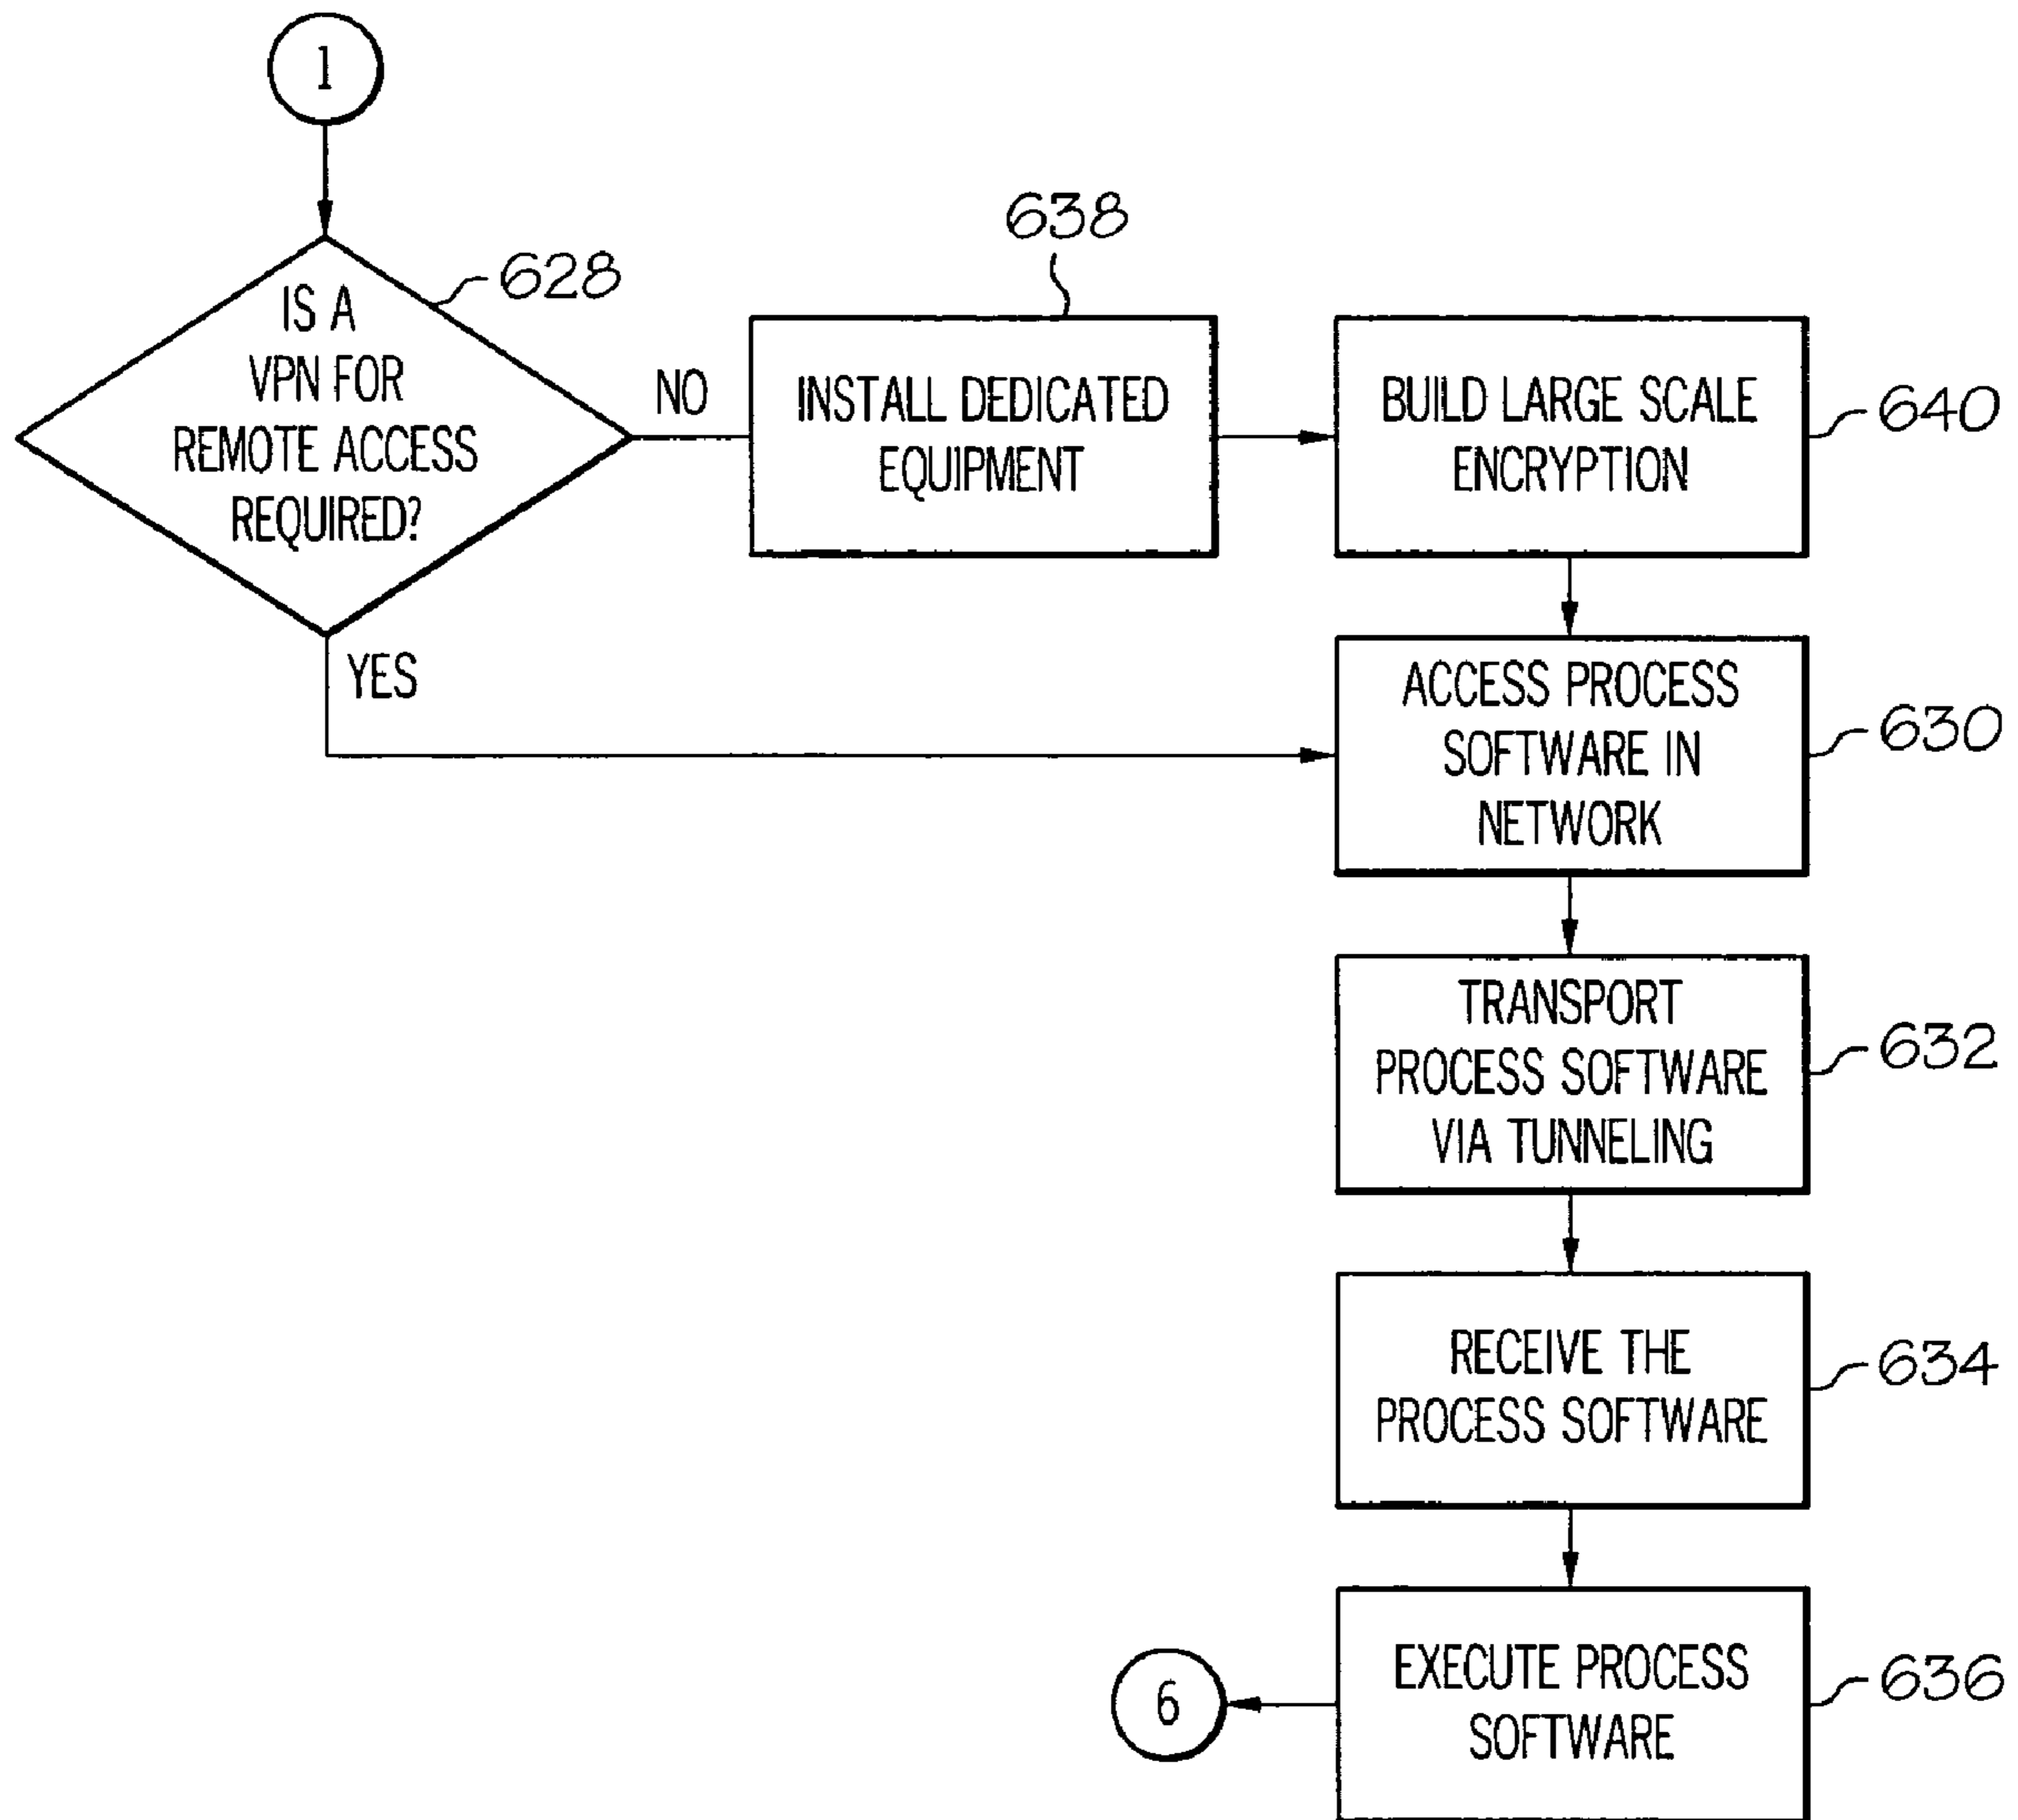 1
IS A
VPN FOR
REMOTE ACCESS
REQUIRED?
628
NO
YES
638
INSTALL DEDICATED
EQUIPMENT
BUILD LARGE SCALE
ENCRYPTION
640
ACCESS PROCESS
SOFTWARE IN
NETWORK
630
TRANSPORT
PROCESS SOFTWARE
VIA TUNNELING
632
RECEIVE THE
PROCESS SOFTWARE
634
EXECUTE PROCESS
SOFTWARE
636
6